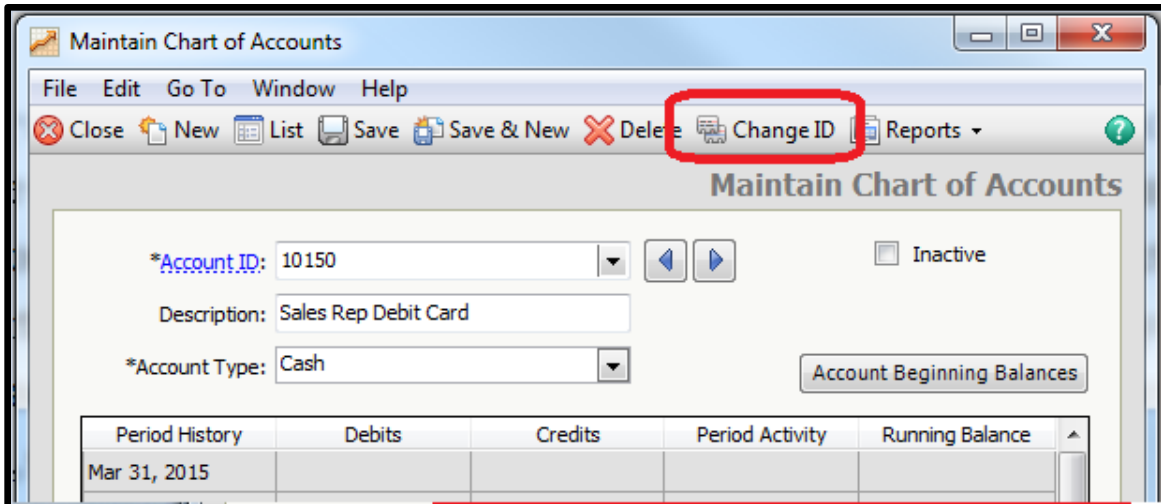 Maintain Chart of Accounts
File Edit Go To Window Help
Close New List Save Save & New Delete Change ID Reports
Maintain Chart of Accounts
*Account ID: 10150 Inactive
Description: Sales Rep Debit Card
*Account Type: Cash Account Beginning Balances
Period History Debits Credits Period Activity Running Balance
Mar 31, 2015